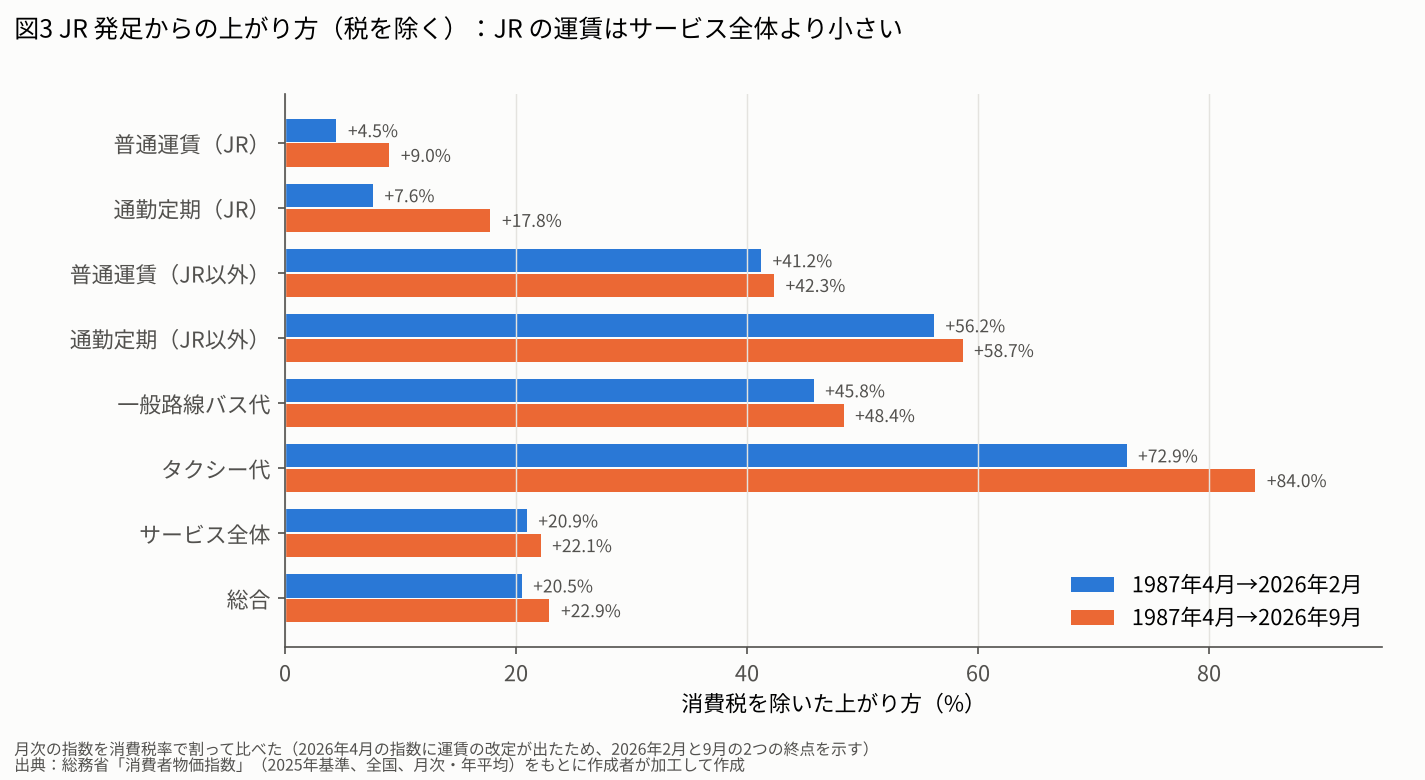 図3 JR 発足からの上がり方（税を除く）：JR の運賃はサービス全体より小さい
普通運賃（JR）
+4.5%
+9.0%
通勤定期（JR）
+7.6%
+17.8%
普通運賃（JR以外）
+41.2%
+42.3%
通勤定期（JR以外）
+56.2%
+58.7%
一般路線バス代
+45.8%
+48.4%
タクシー代
+72.9%
+84.0%
サービス全体
+20.9%
+22.1%
総合
+20.5%
+22.9%
1987年4月→2026年2月
1987年4月→2026年9月
0 20 40 60 80
消費税を除いた上がり方（%）
月次の指数を消費税率で割って比べた（2026年4月の指数に運賃の改定が出たため、2026年2月と9月の2つの終点を示す）
出典：総務省「消費者物価指数」（2025年基準、全国、月次・年平均）をもとに作成者が加工して作成